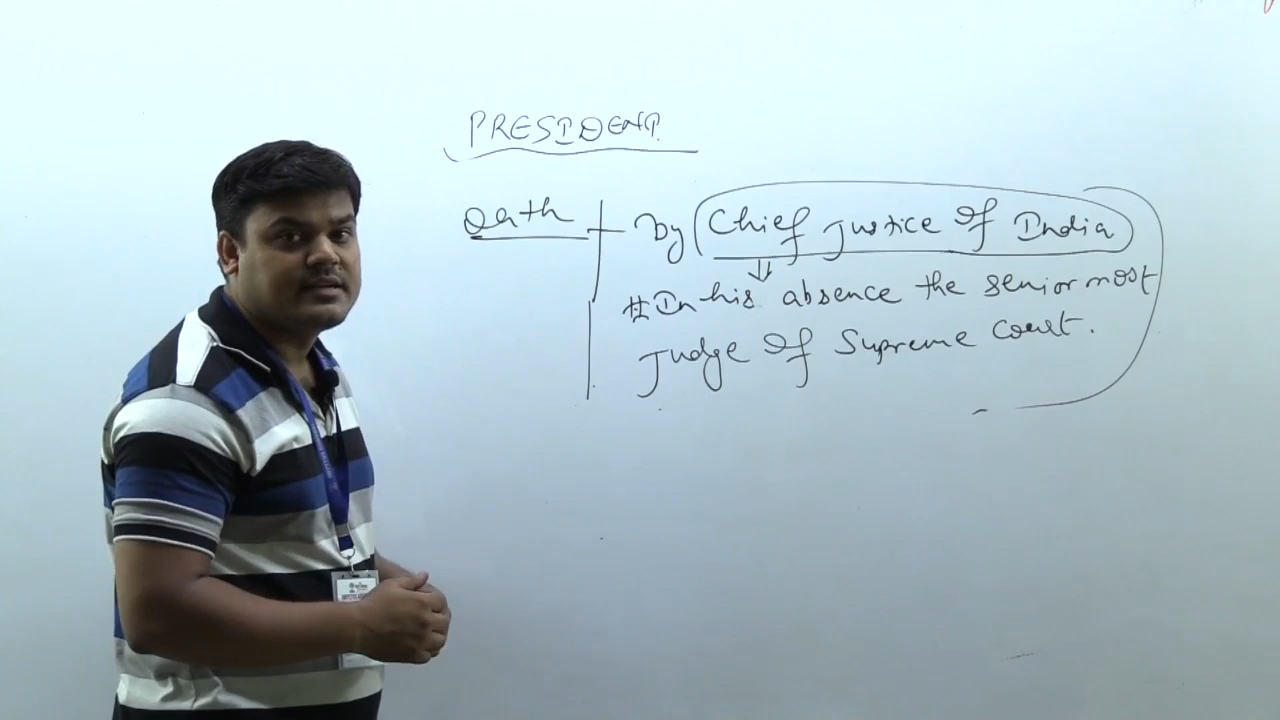 PRESIDENT
Oath by Chief Justice Of India
#In his absence the senior most
Judge Of Supreme Court.